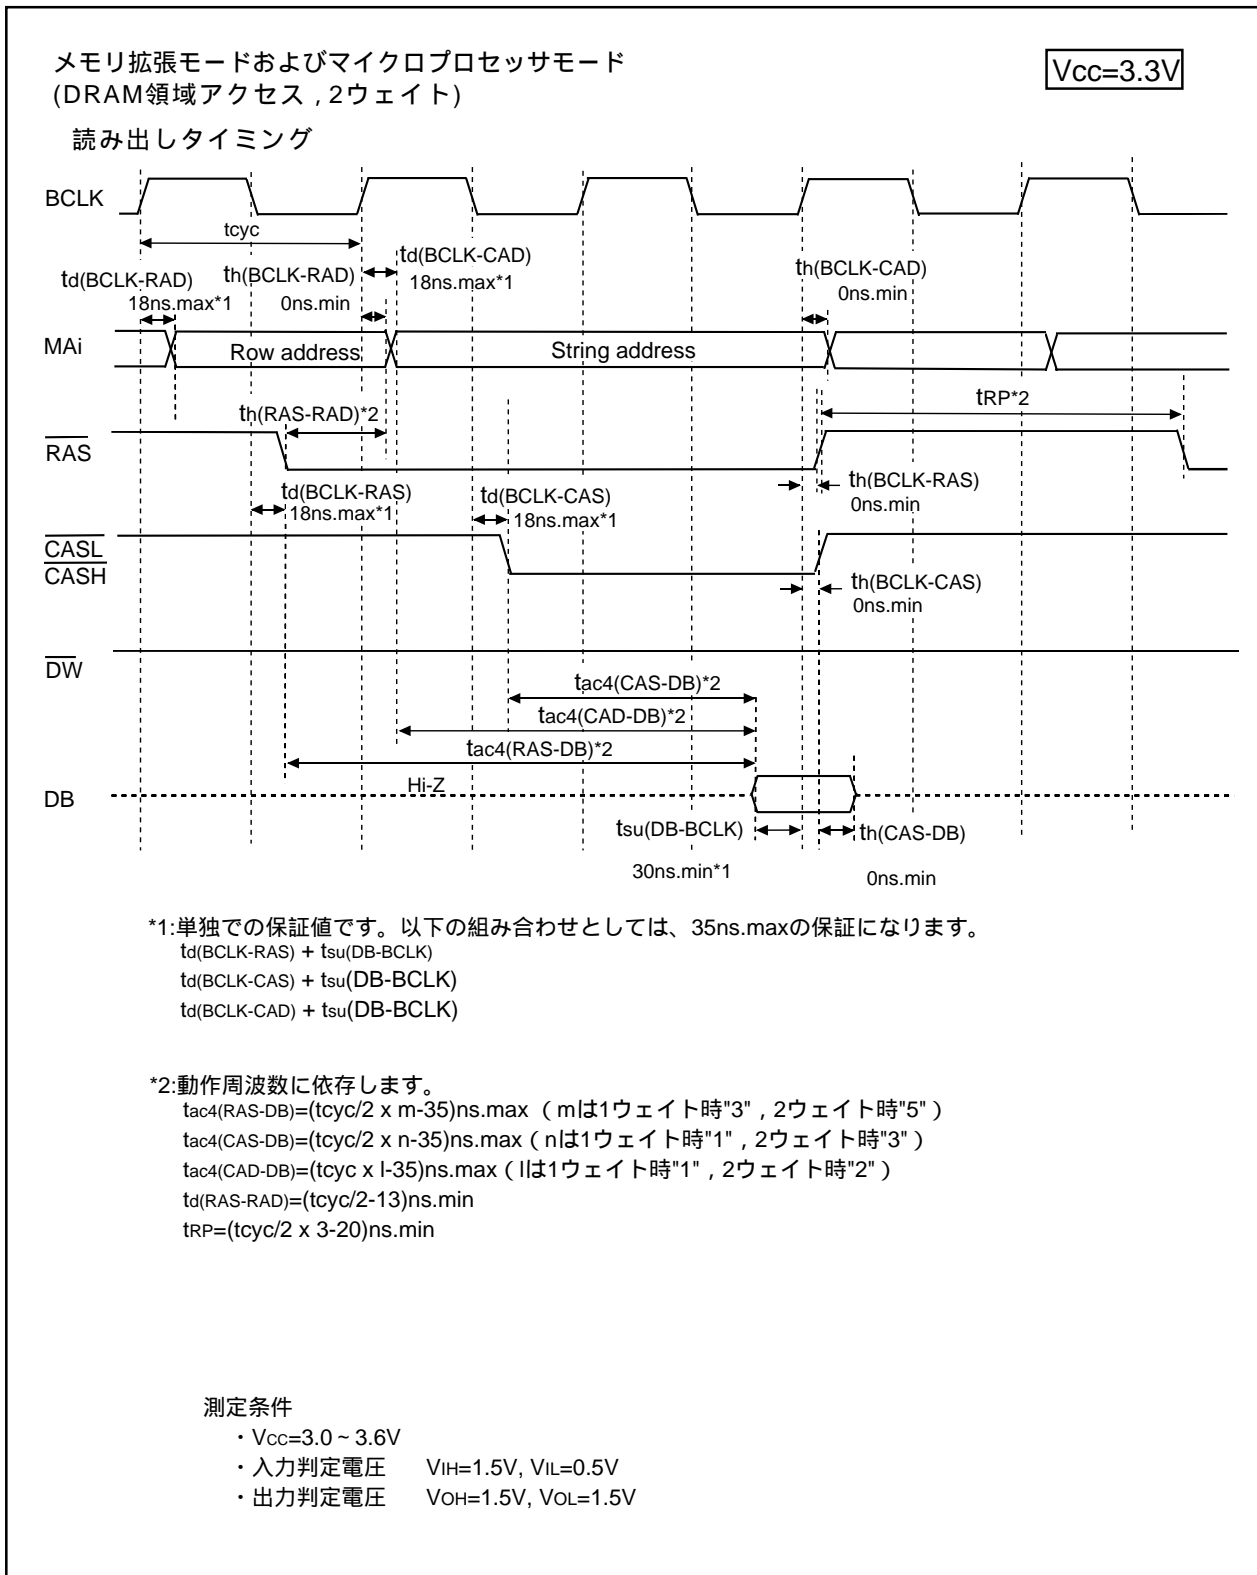 メモリ拡張モードおよびマイクロプロセッサモード
(DRAM領域アクセス , 2ウェイト)
Vcc=3.3V
読み出しタイミング
BCLK
tcyc
td(BCLK-RAD)
18ns.max*1
th(BCLK-RAD)
0ns.min
td(BCLK-CAD)
18ns.max*1
th(BCLK-CAD)
0ns.min
MAi
Row address
String address
th(RAS-RAD)*2
tRP*2
RAS
td(BCLK-RAS)
18ns.max*1
td(BCLK-CAS)
18ns.max*1
th(BCLK-RAS)
0ns.min
CASL
CASH
th(BCLK-CAS)
0ns.min
DW
tac4(CAS-DB)*2
tac4(CAD-DB)*2
tac4(RAS-DB)*2
Hi-Z
DB
tsu(DB-BCLK)
30ns.min*1
th(CAS-DB)
0ns.min
*1:単独での保証値です。以下の組み合わせとしては、35ns.maxの保証になります。
td(BCLK-RAS) + tsu(DB-BCLK)
td(BCLK-CAS) + tsu(DB-BCLK)
td(BCLK-CAD) + tsu(DB-BCLK)
*2:動作周波数に依存します。
tac4(RAS-DB)=(tcyc/2 x m-35)ns.max ( mは1ウェイト時"3" , 2ウェイト時"5" )
tac4(CAS-DB)=(tcyc/2 x n-35)ns.max ( nは1ウェイト時"1" , 2ウェイト時"3" )
tac4(CAD-DB)=(tcyc x l-35)ns.max ( lは1ウェイト時"1" , 2ウェイト時"2" )
td(RAS-RAD)=(tcyc/2-13)ns.min
tRP=(tcyc/2 x 3-20)ns.min
測定条件
・Vcc=3.0 ~ 3.6V
・入力判定電圧 VIH=1.5V, VIL=0.5V
・出力判定電圧 VOH=1.5V, VOL=1.5V